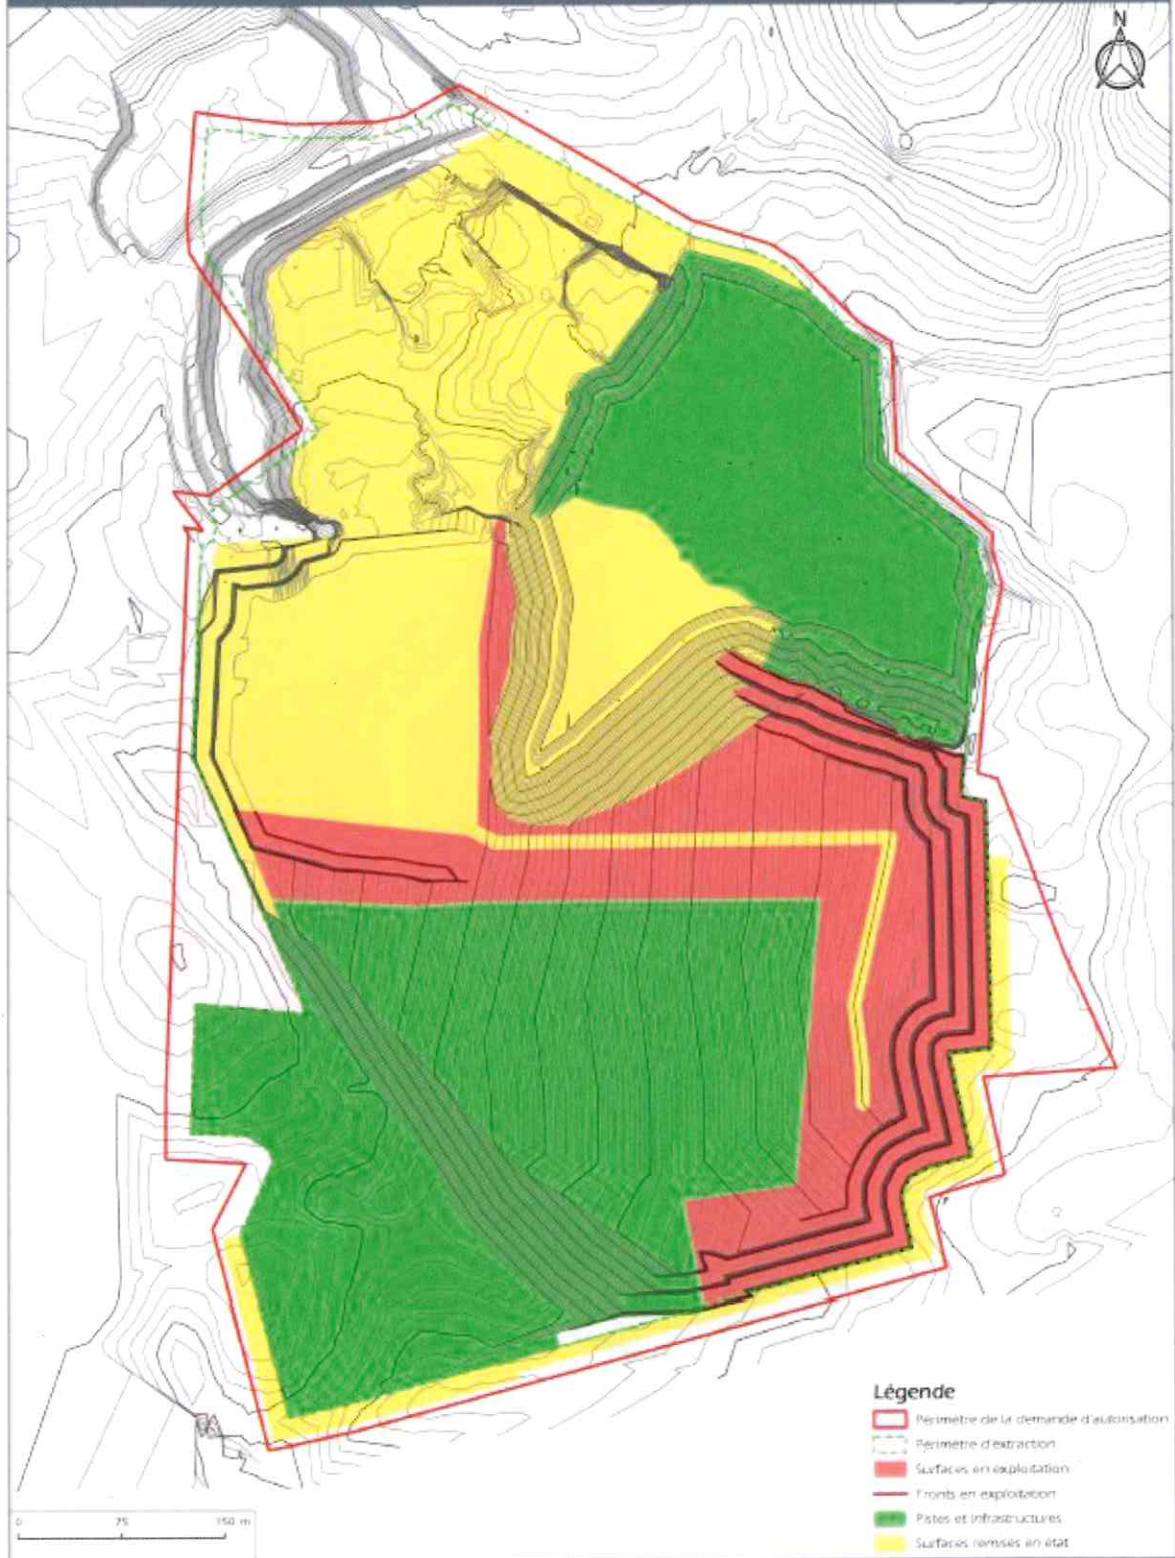 N
Légende
Périmètre de la demande d'autorisation
Périmètre d'extraction
Surfaces en exploitation
Fronts en exploitation
Pistes et infrastructures
Surfaces remises en état
0 75 150 m